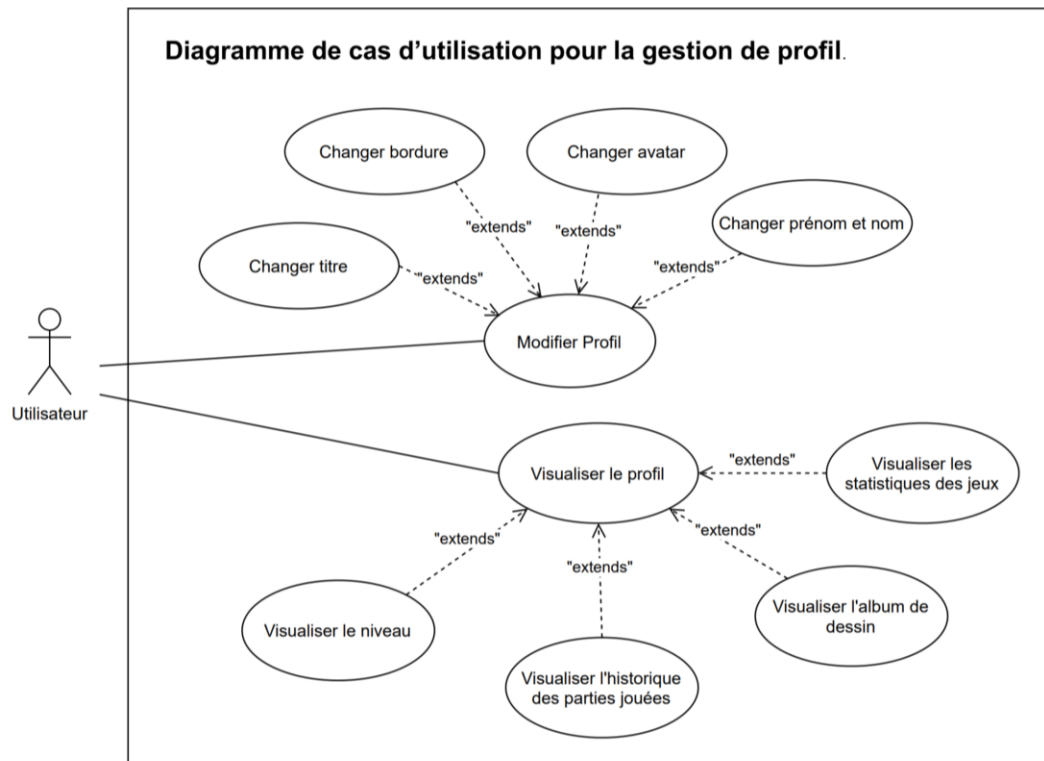 Diagramme de cas d'utilisation pour la gestion de profil.
Changer bordure
Changer avatar
Changer prénom et nom
"extends"
"extends"
Changer titre
"extends"
"extends"
Modifier Profil
Utilisateur
Visualiser le profil
"extends"
Visualiser les
statistiques des jeux
"extends"
"extends"
"extends"
Visualiser l'album de
dessin
Visualiser le niveau
Visualiser l'historique
des parties jouées